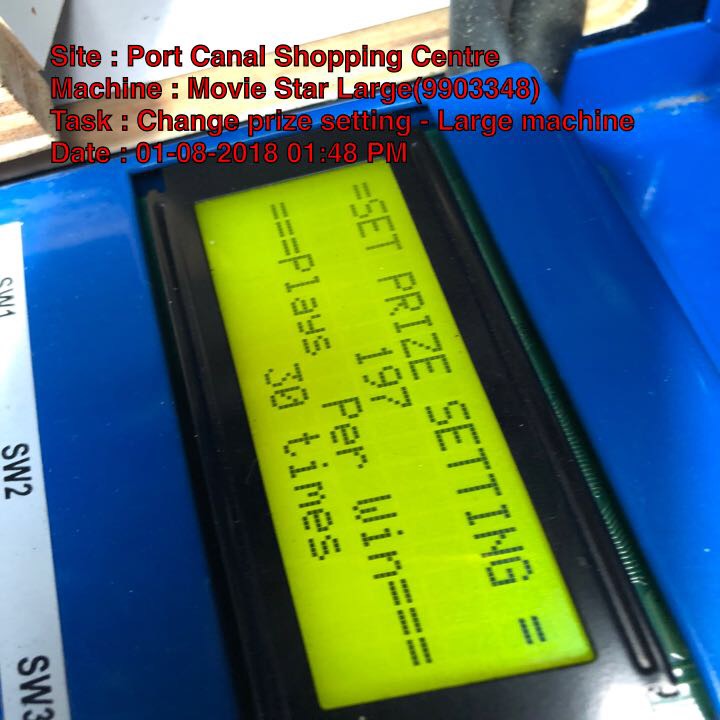 Site : Port Canal Shopping Centre
Machine : Movie Star Large(9903348)
Task : Change prize setting - Large machine
Date : 01-08-2018 01:48 PM
=SET PRIZE SETTING =
197
===Plays Per Win===
30 times
SW1
SW2
SW3